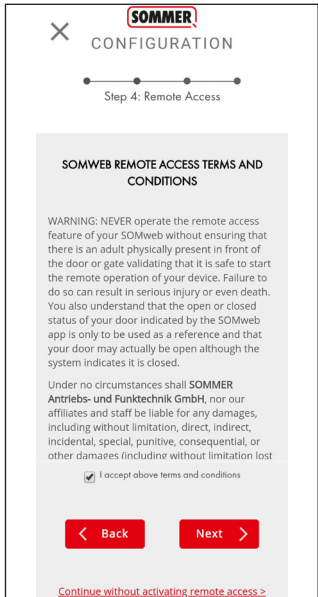 SOMMER
CONFIGURATION
Step 4: Remote Access
SOMWEB REMOTE ACCESS TERMS AND
CONDITIONS
WARNING: NEVER operate the remote access
feature of your SOMweb without ensuring that
there is an adult physically present in front of
the door or gate validating that it is safe to start
the remote operation of your device. Failure to
do so can result in serious injury or even death.
You also understand that the open or closed
status of your door indicated by the SOMweb
app is only to be used as a reference and that
your door may actually be open although the
system indicates it is closed.
Under no circumstances shall SOMMER
Antriebs- und Funktechnik GmbH, nor our
affiliates and staff be liable for any damages,
including without limitation, direct, indirect,
incidental, special, punitive, consequential, or
other damages (including without limitation lost
I accept above terms and conditions
Back
Next
Continue without activating remote access >